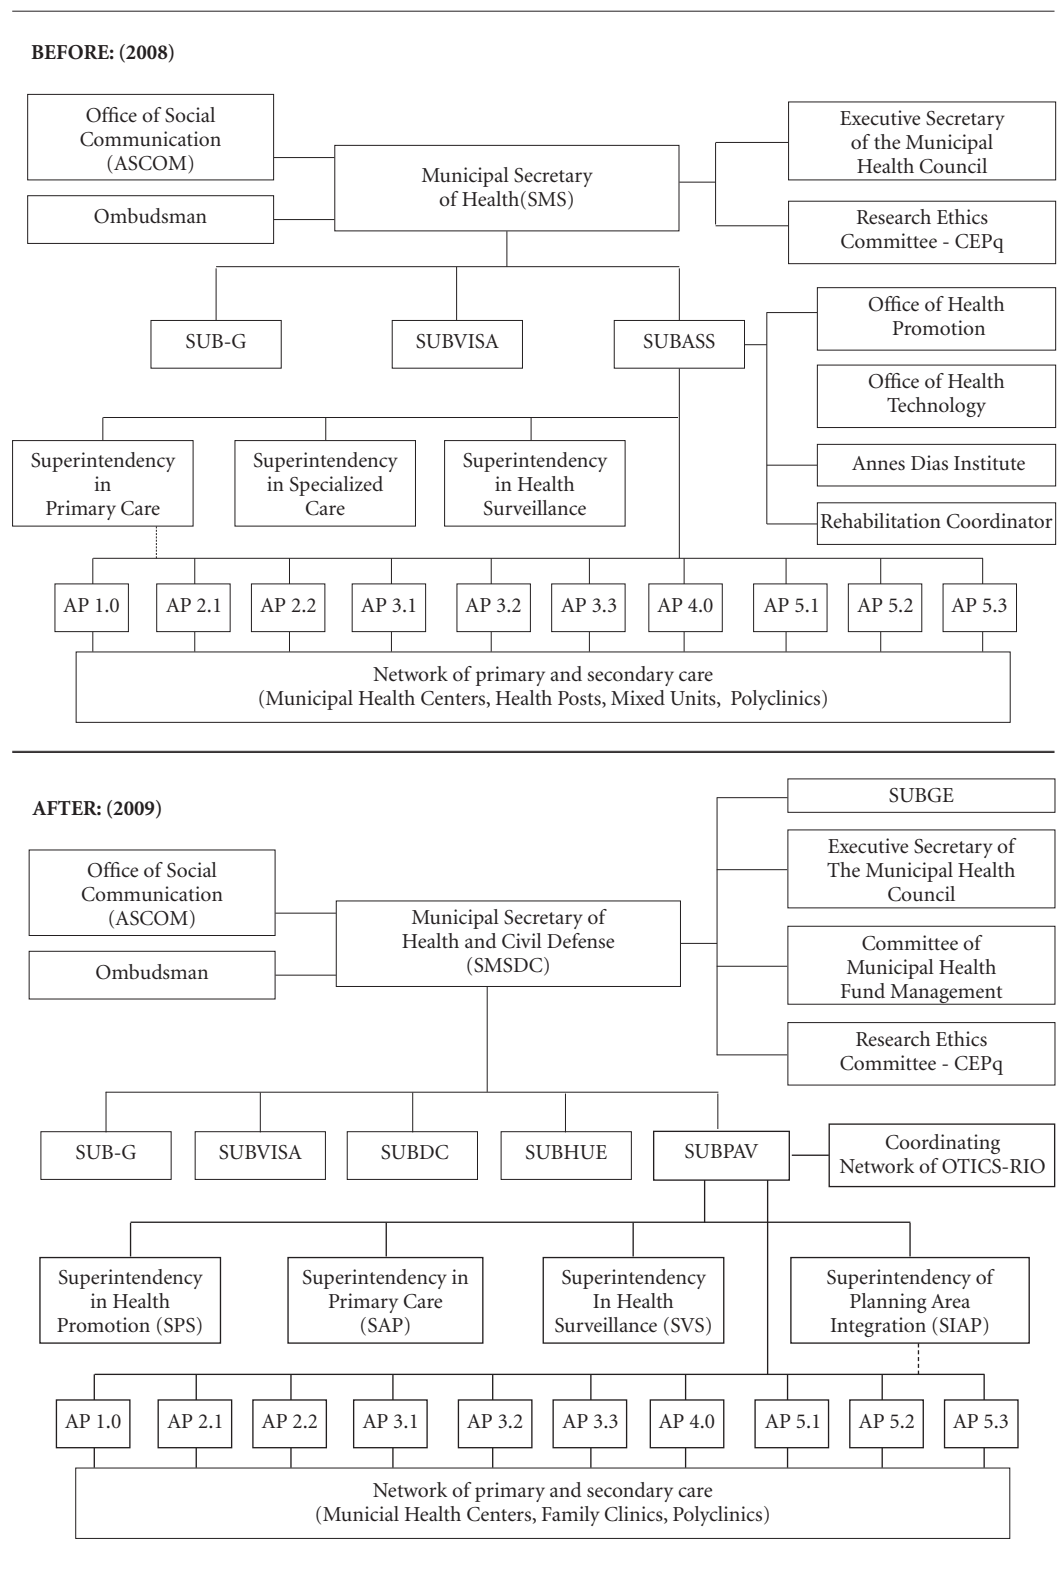 BEFORE: (2008)
Office of Social
Communication
(ASCOM)
Ombudsman
Municipal Secretary
of Health(SMS)
Executive Secretary
of the Municipal
Health Council
Research Ethics
Committee - CEPq
SUB-G
SUBVISA
SUBASS
Office of Health
Promotion
Office of Health
Technology
Annes Dias Institute
Rehabilitation Coordinator
Superintendency
in
Primary Care
Superintendency
in Specialized
Care
Superintendency
in Health
Surveillance
AP 1.0
AP 2.1
AP 2.2
AP 3.1
AP 3.2
AP 3.3
AP 4.0
AP 5.1
AP 5.2
AP 5.3
Network of primary and secondary care
(Municipal Health Centers, Health Posts, Mixed Units, Polyclinics)
AFTER: (2009)
Office of Social
Communication
(ASCOM)
Ombudsman
Municipal Secretary of
Health and Civil Defense
(SMSDC)
SUBGE
Executive Secretary of
The Municipal Health
Council
Committee of
Municipal Health
Fund Management
Research Ethics
Committee - CEPq
SUB-G
SUBVISA
SUBDC
SUBHUE
SUBPAV
Coordinating
Network of OTICS-RIO
Superintendency
in Health
Promotion (SPS)
Superintendency in
Primary Care
(SAP)
Superintendency
In Health
Surveillance (SVS)
Superintendency of
Planning Area
Integration (SIAP)
AP 1.0
AP 2.1
AP 2.2
AP 3.1
AP 3.2
AP 3.3
AP 4.0
AP 5.1
AP 5.2
AP 5.3
Network of primary and secondary care
(Municial Health Centers, Family Clinics, Polyclinics)